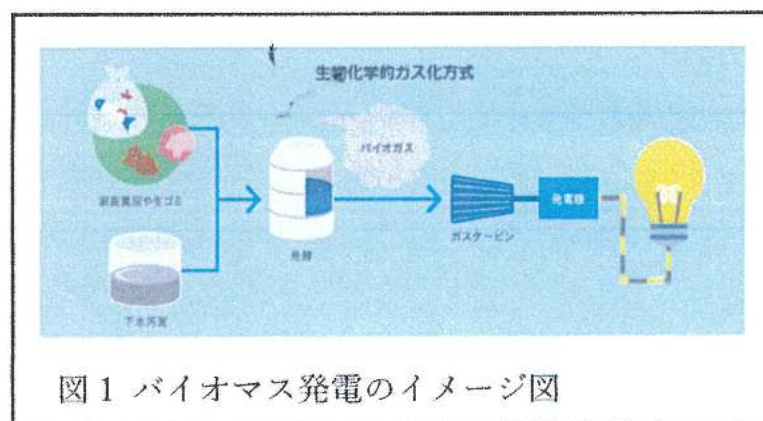 生物化学的ガス化方式
バイオガス
家畜糞尿や生ゴミ
発酵
ガスタービン
発電機
下水汚泥
図1 バイオマス発電のイメージ図